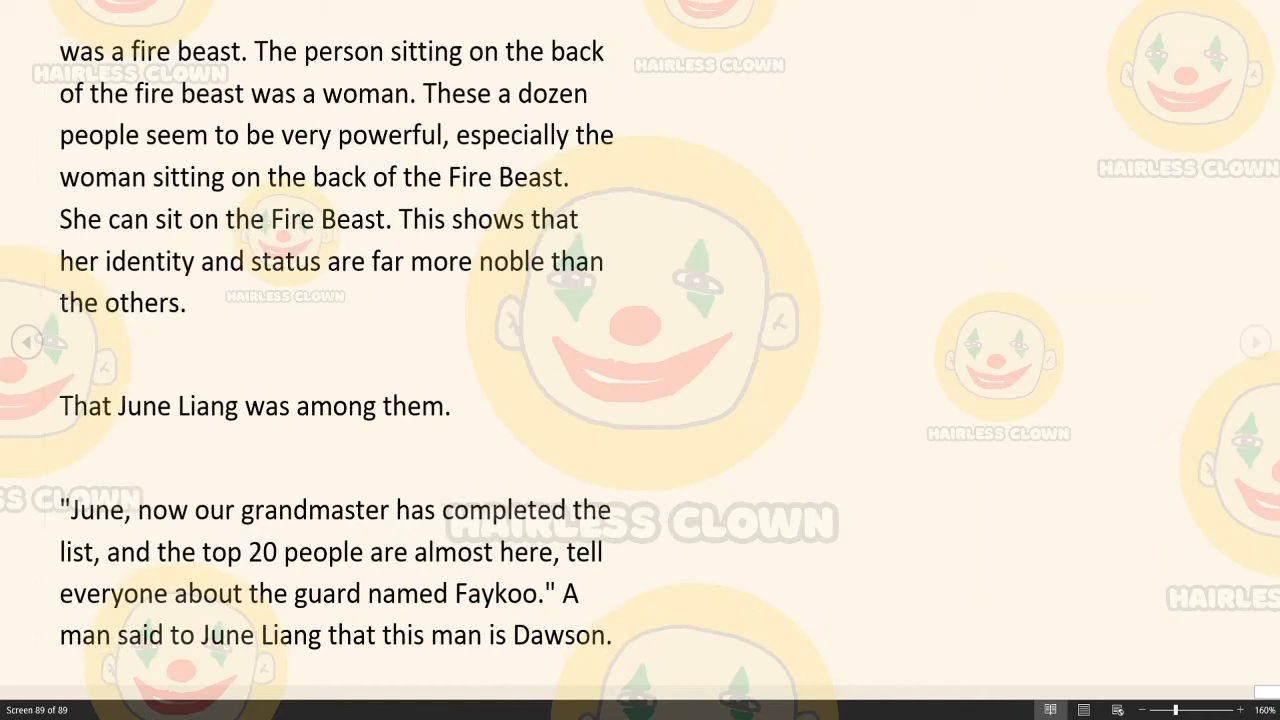 was a fire beast. The person sitting on the back
of the fire beast was a woman. These a dozen
people seem to be very powerful, especially the
woman sitting on the back of the Fire Beast.
She can sit on the Fire Beast. This shows that
her identity and status are far more noble than
the others.
That June Liang was among them.
"June, now our grandmaster has completed the
list, and the top 20 people are almost here, tell
everyone about the guard named Faykoo." A
man said to June Liang that this man is Dawson.
HAIRLESS CLOWN
HAIRLESS CLOWN
HAIRLESS CLOWN
HAIRLESS CLOWN
HAIRLESS CLOWN
SS CLOWN
HAIRLESS CLOWN
HAIRLES
Screen 89 of 89
160%